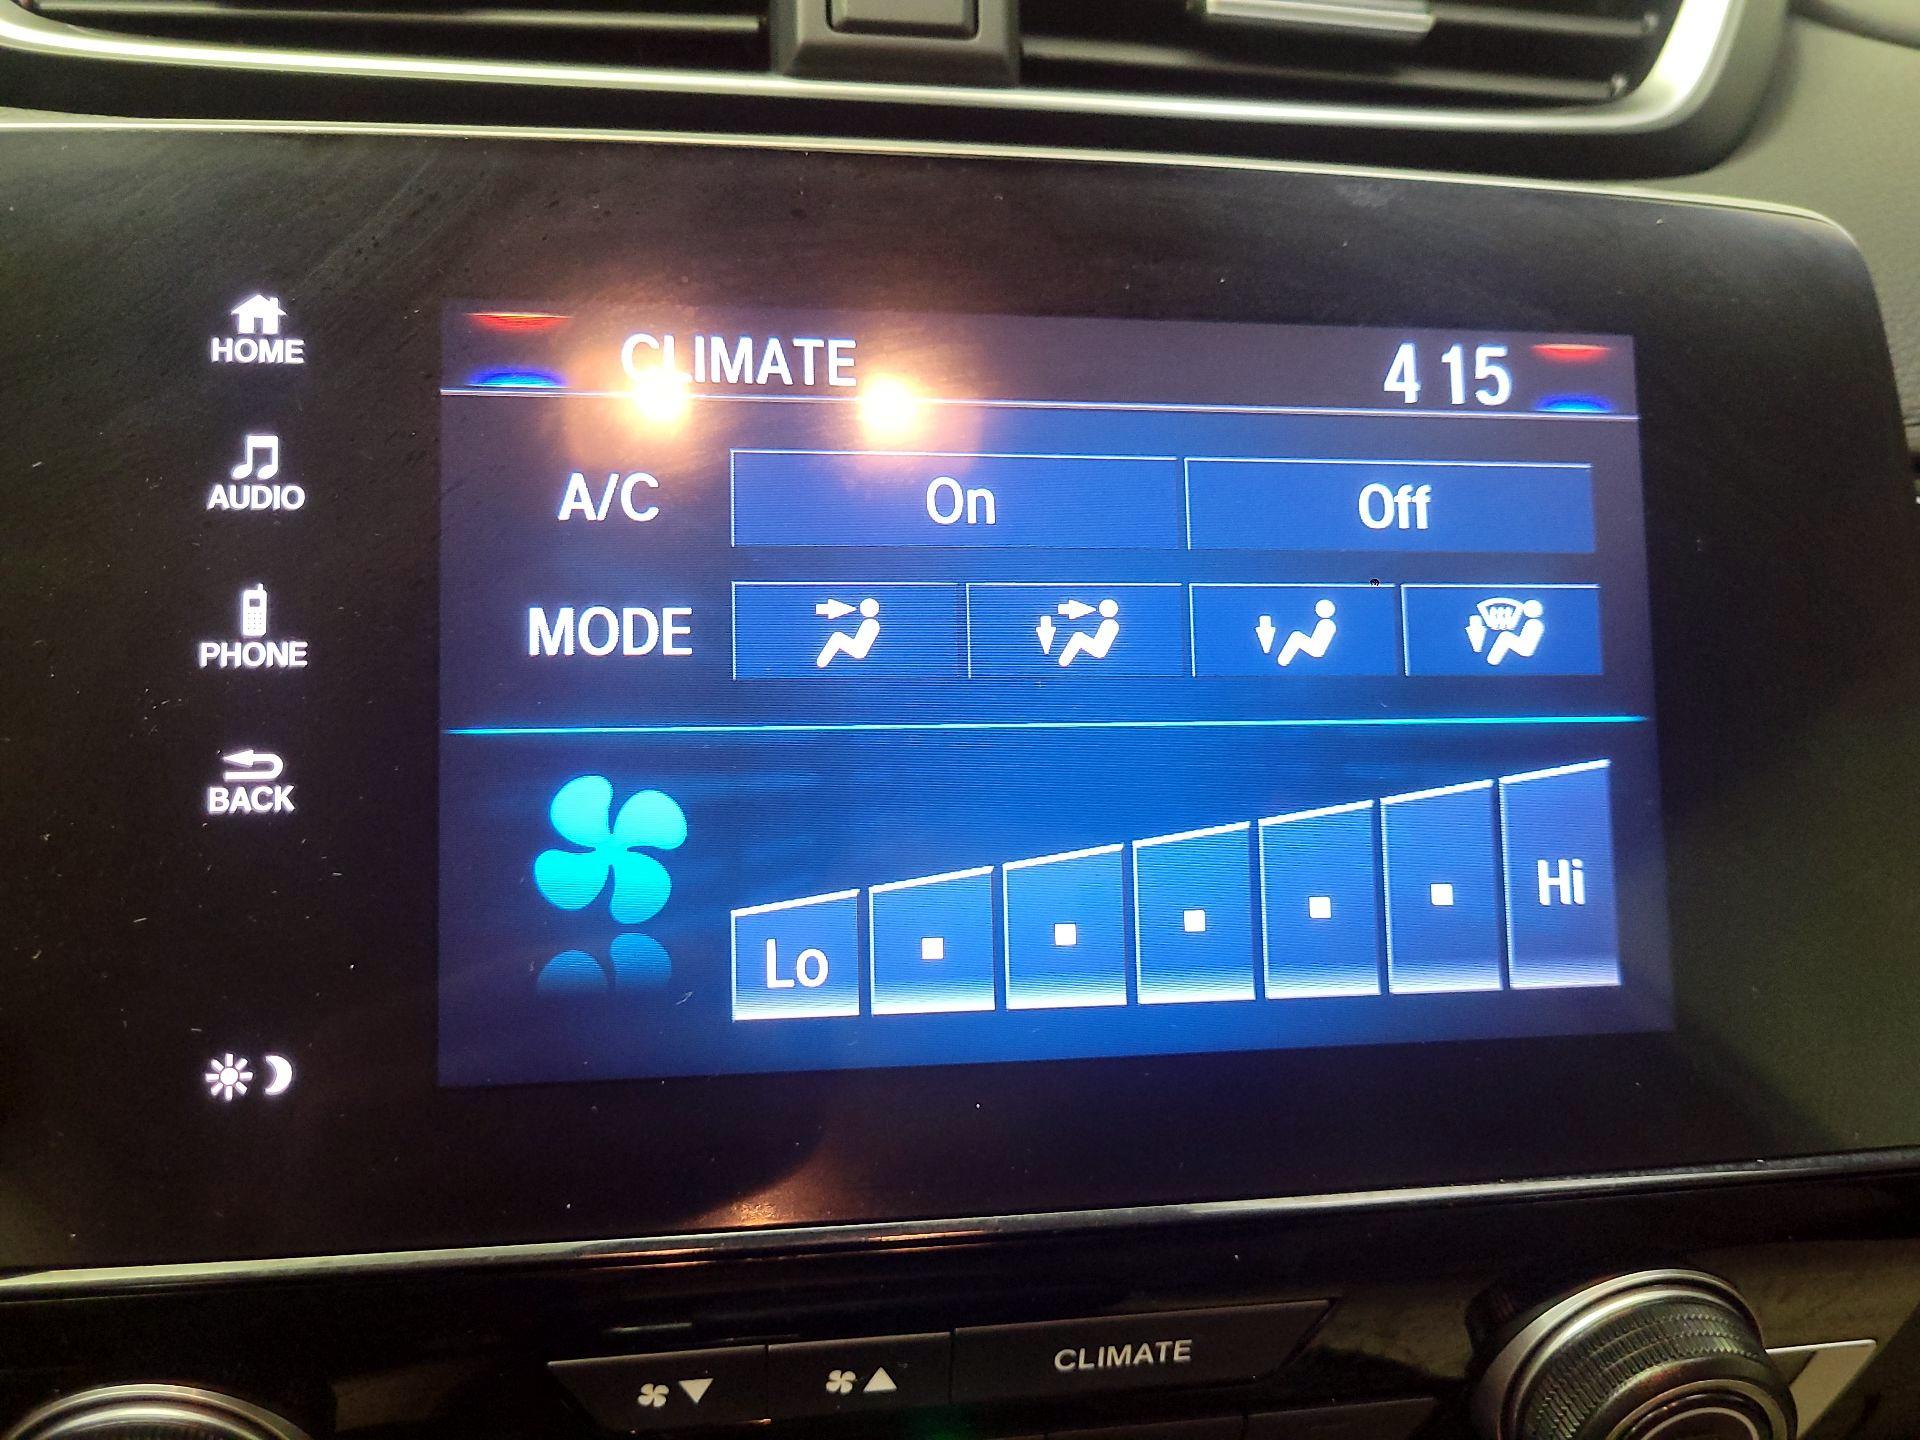 HOME
AUDIO
PHONE
BACK
CLIMATE 4 15
A/C On Off
MODE
Lo Hi
CLIMATE